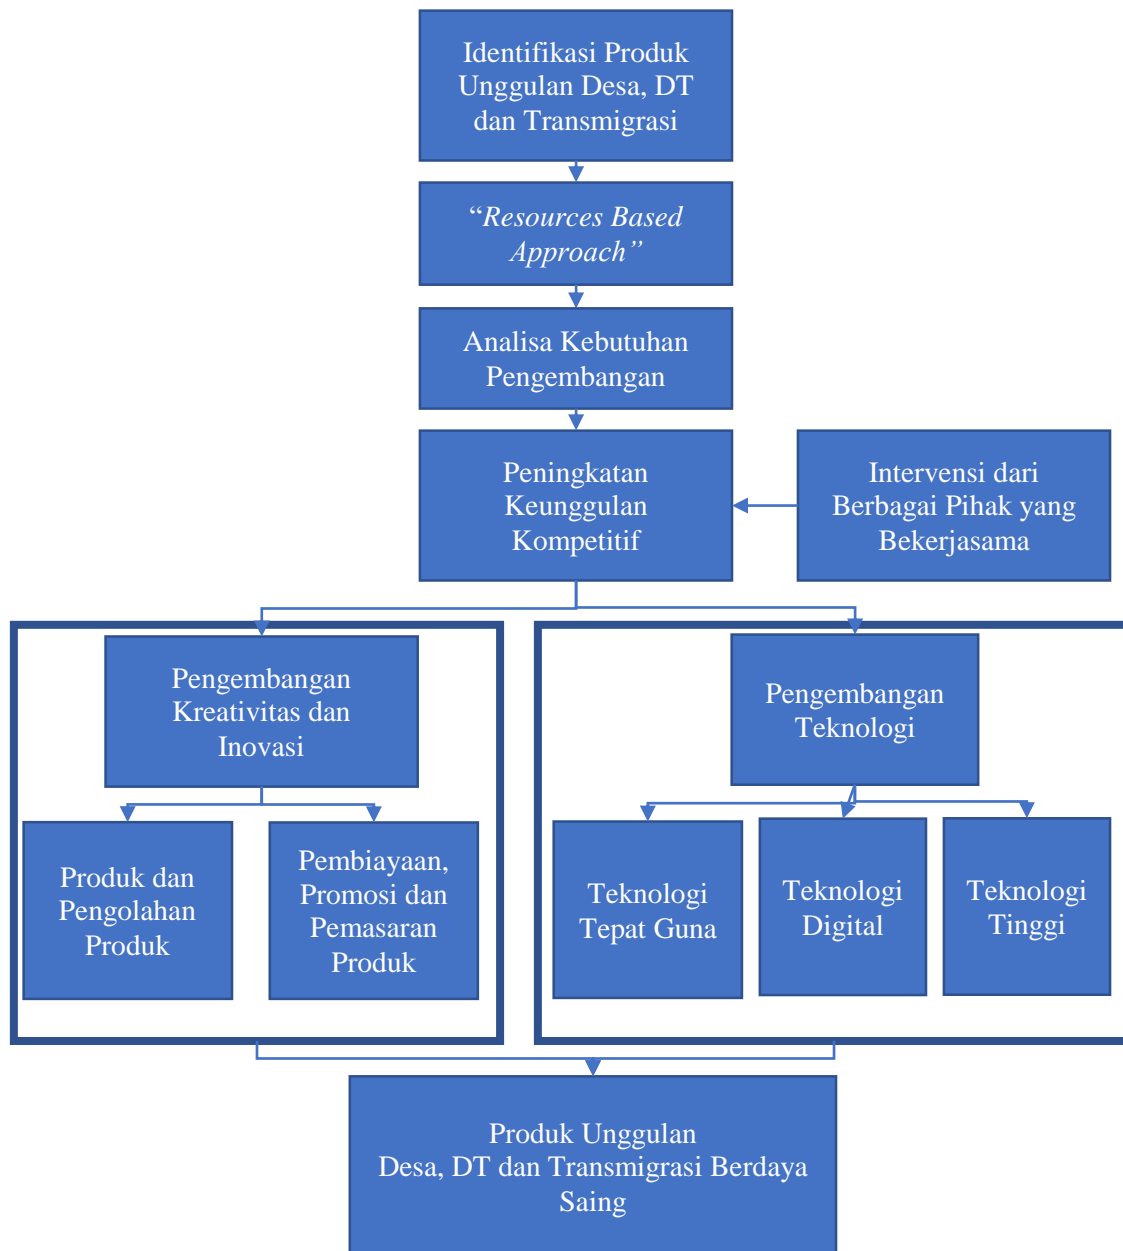 Identifikasi Produk
Unggulan Desa, DT
dan Transmigrasi
“Resources Based
Approach”
Analisa Kebutuhan
Pengembangan
Peningkatan
Keunggulan
Kompetitif
Intervensi dari
Berbagai Pihak yang
Bekerjasama
Pengembangan
Kreativitas dan
Inovasi
Pengembangan
Teknologi
Produk dan
Pengolahan
Produk
Pembiayaan,
Promosi dan
Pemasaran
Produk
Teknologi
Tepat Guna
Teknologi
Digital
Teknologi
Tinggi
Produk Unggulan
Desa, DT dan Transmigrasi Berdaya
Saing